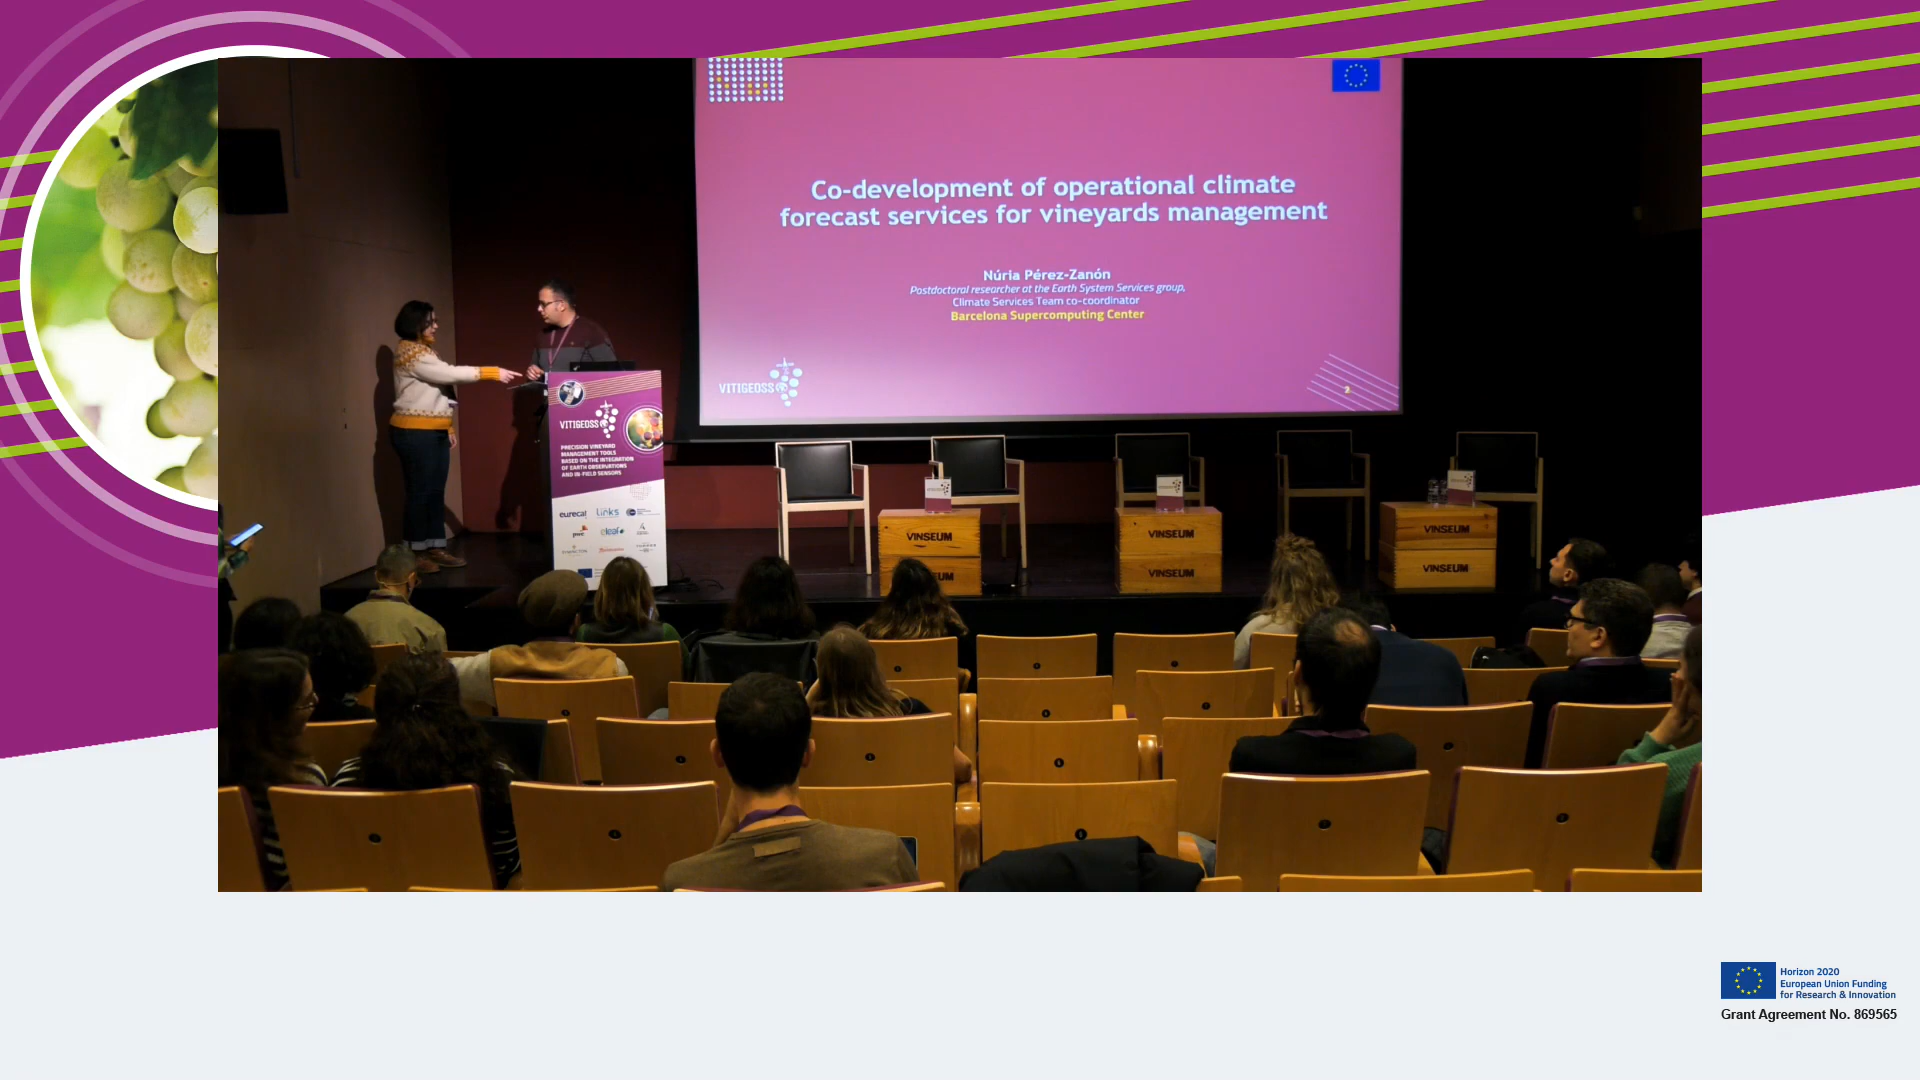 Co-development of operational climate
forecast services for vineyards management
Núria Pérez-Zanón
Postdoctoral researcher at the Earth System Services group,
Climate Services Team co-coordinator
Barcelona Supercomputing Center
VITIGEOSS
2
VITIGEOSS
PRECISION VINEYARD
MANAGEMENT TOOLS
BASED ON THE INTEGRATION
OF EARTH OBSERVATIONS
AND IN-FIELD SENSORS
eurecat
LINKS
pwc
eleaf
VINSEUM
VINSEUM
VINSEUM
VINSEUM
VINSEUM
Horizon 2020
European Union Funding
for Research & Innovation
Grant Agreement No. 869565